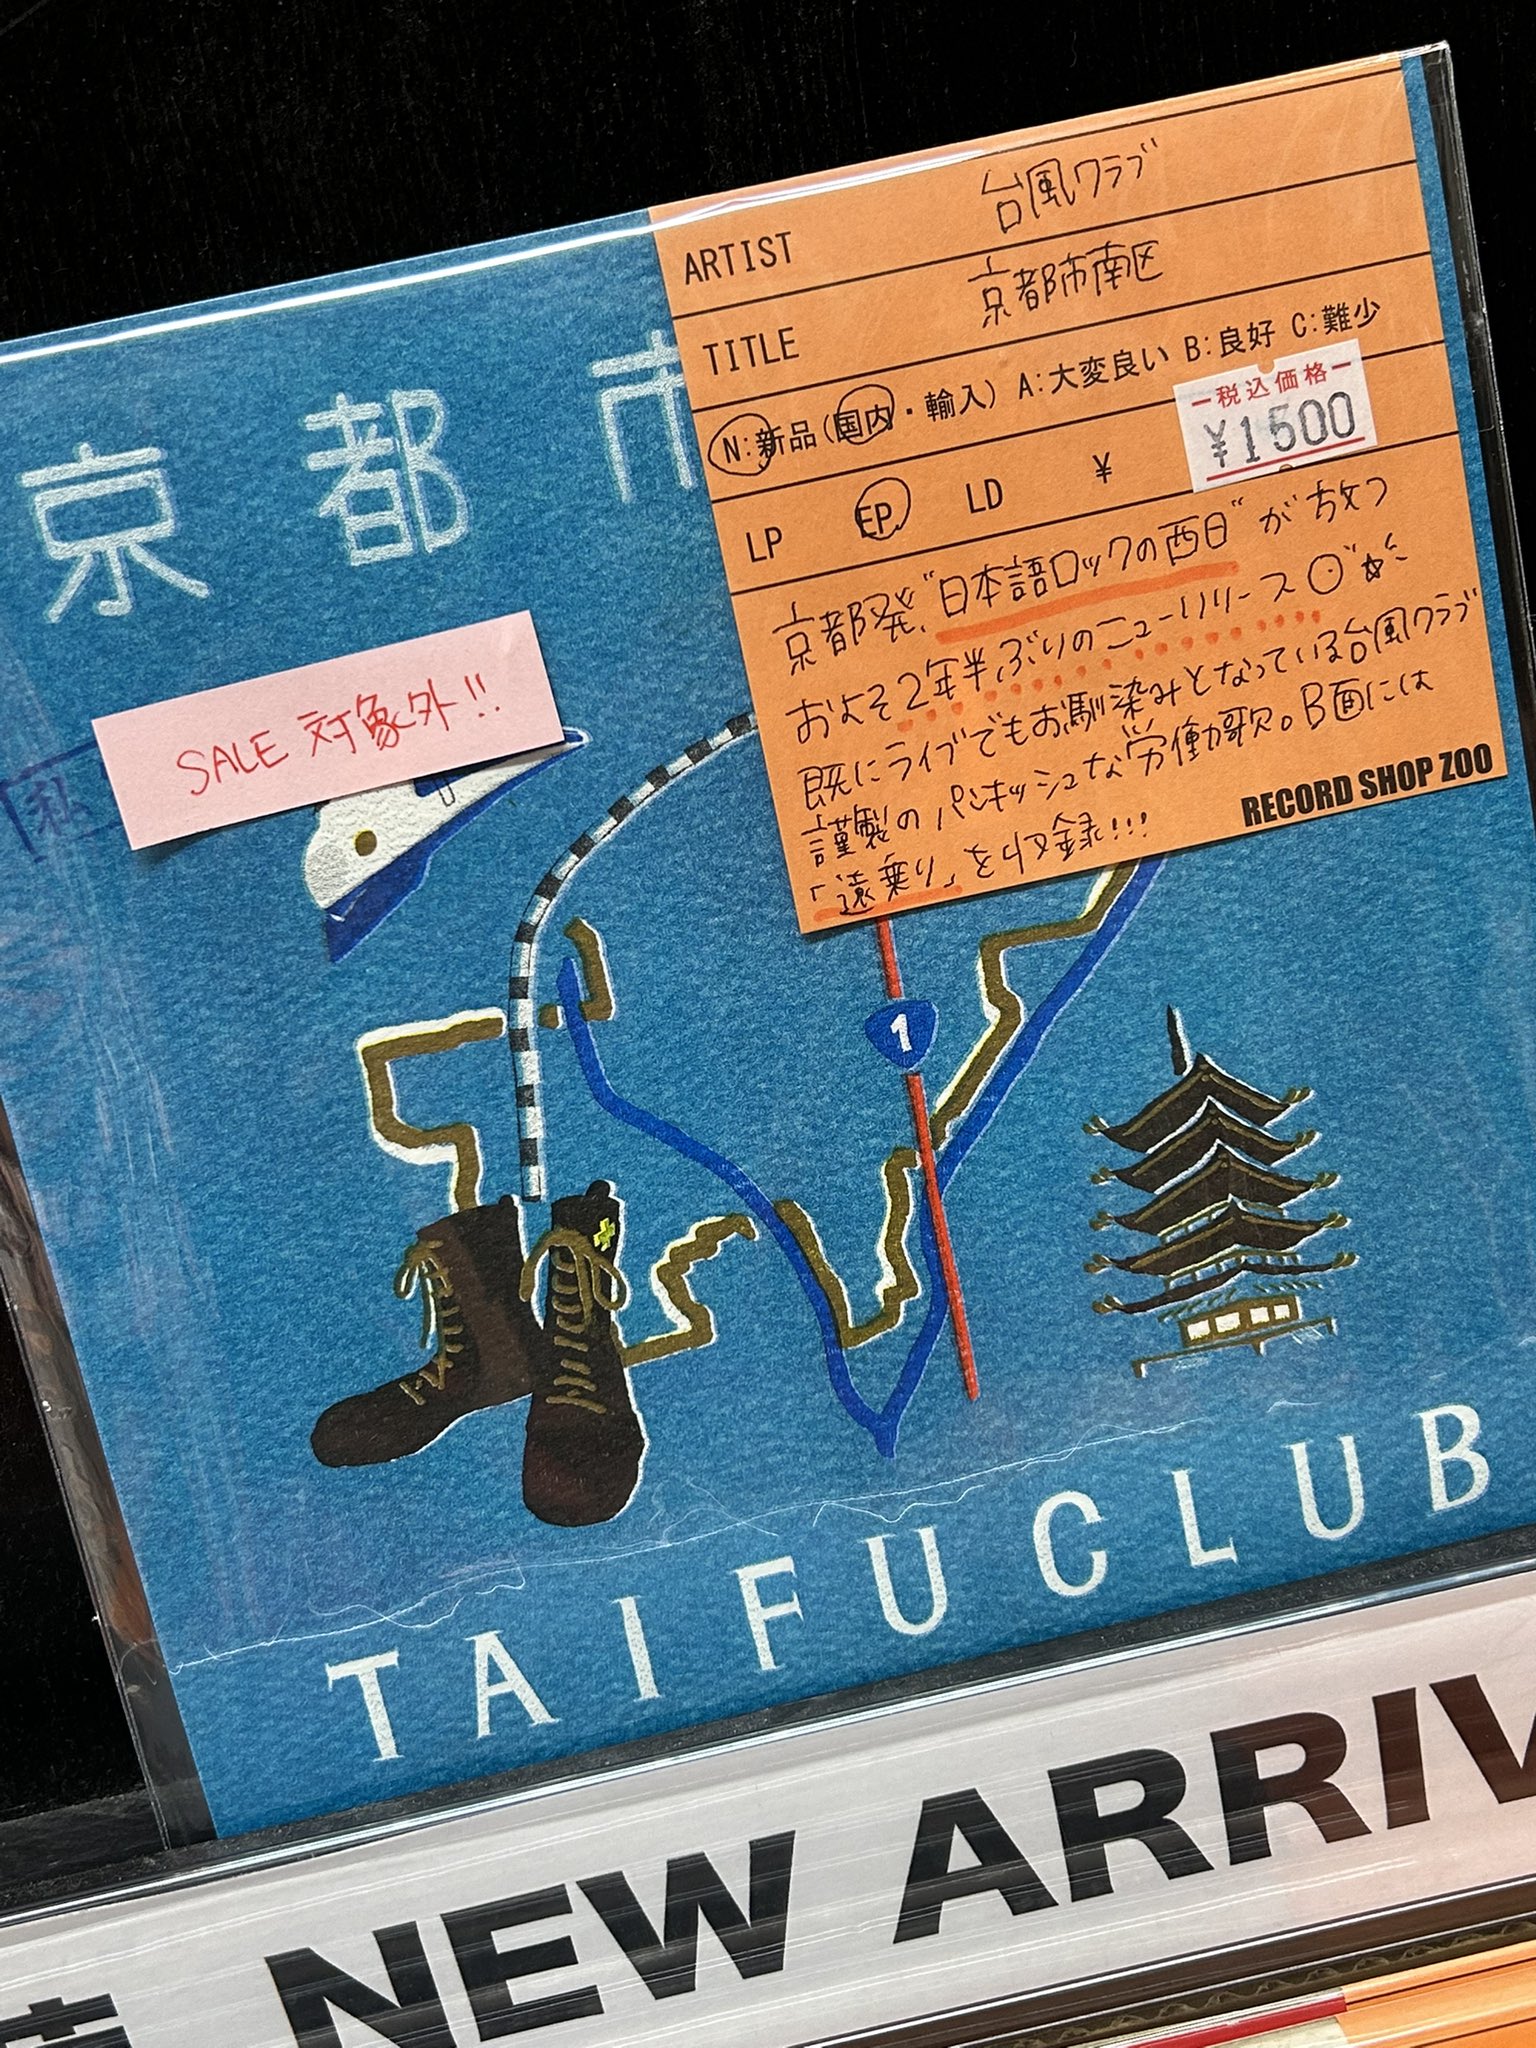 台風クラブ
ARTIST
京都市南区
TITLE
N:新品(国内・輸入) A:大変良い B:良好 C:難少
税込価格
¥1500
LP EP LD ¥
京都発、"日本語ロックの西日"が放つ
およそ2年半ぶりのニューリリース
既にライブでもお馴染みとなっている台風クラブ
謹製のパンキッシュな労働歌。B面には
「遠乗り」を収録!!!
RECORD SHOP ZOO
京都市
SALE 対象外!!
私
1
TAIFUCLUB
NEW ARRIV